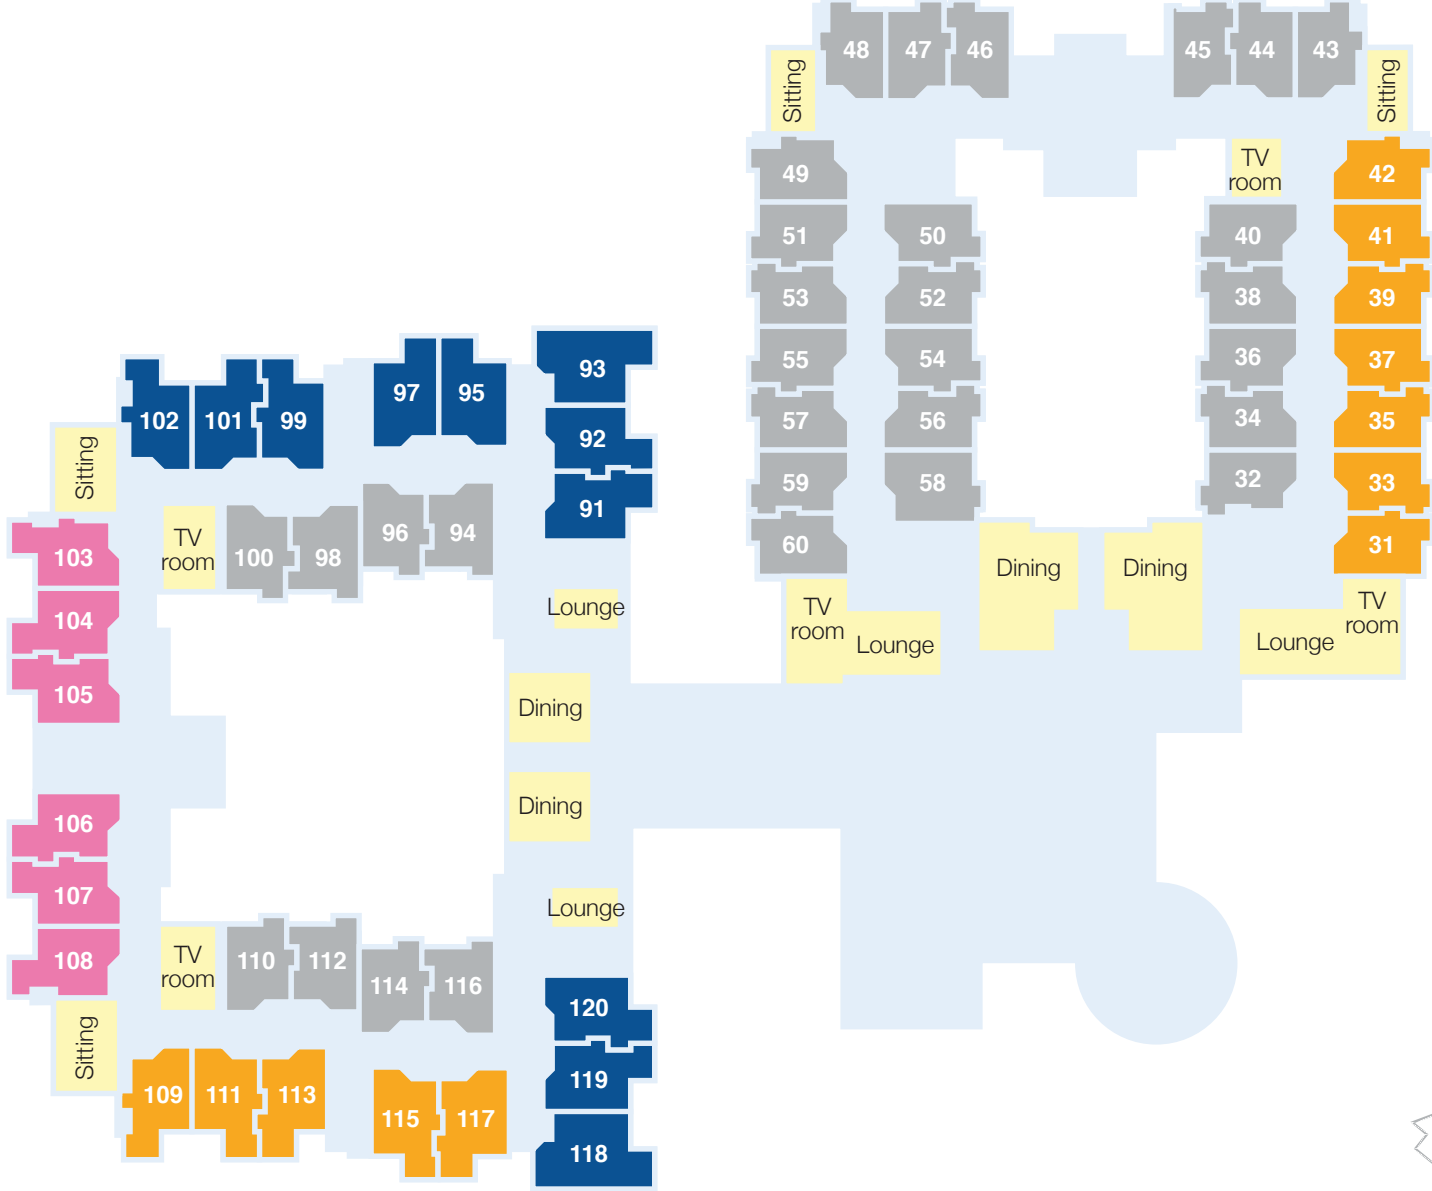 48 47 46 45 44 43
Sitting
Sitting
49
TV
room
42
51 50 40 41
53 52 38 39
55 54 36 37
57 56 34 35
59 58 32 33
60 31
Dining Dining
TV
room
Lounge
Lounge
TV
room
93
97 95
102 101 99
92
Sitting
91
103
TV
room
100 98
96 94
104
Lounge
105
Dining
Dining
106
107
Lounge
108
TV
room
110 112
114 116
120
Sitting
109 111 113
119
115 117
118